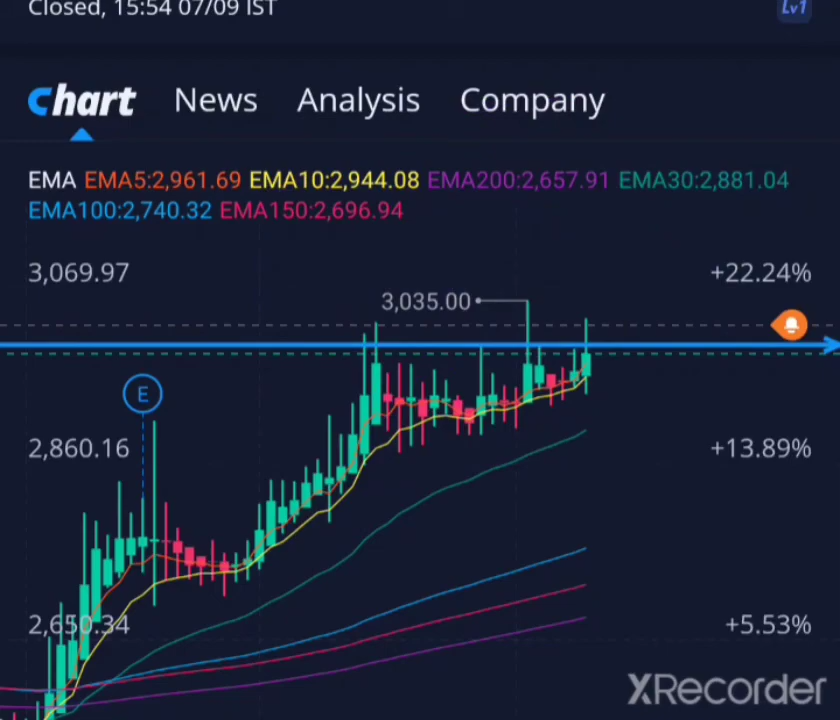 Closed, 15:54 07/09 IST
Lv1
Chart News Analysis Company
EMA EMA5:2,961.69 EMA10:2,944.08 EMA200:2,657.91 EMA30:2,881.04
EMA100:2,740.32 EMA150:2,696.94
3,069.97 +22.24%
3,035.00
E
2,860.16 +13.89%
2,650.34 +5.53%
XRecorder